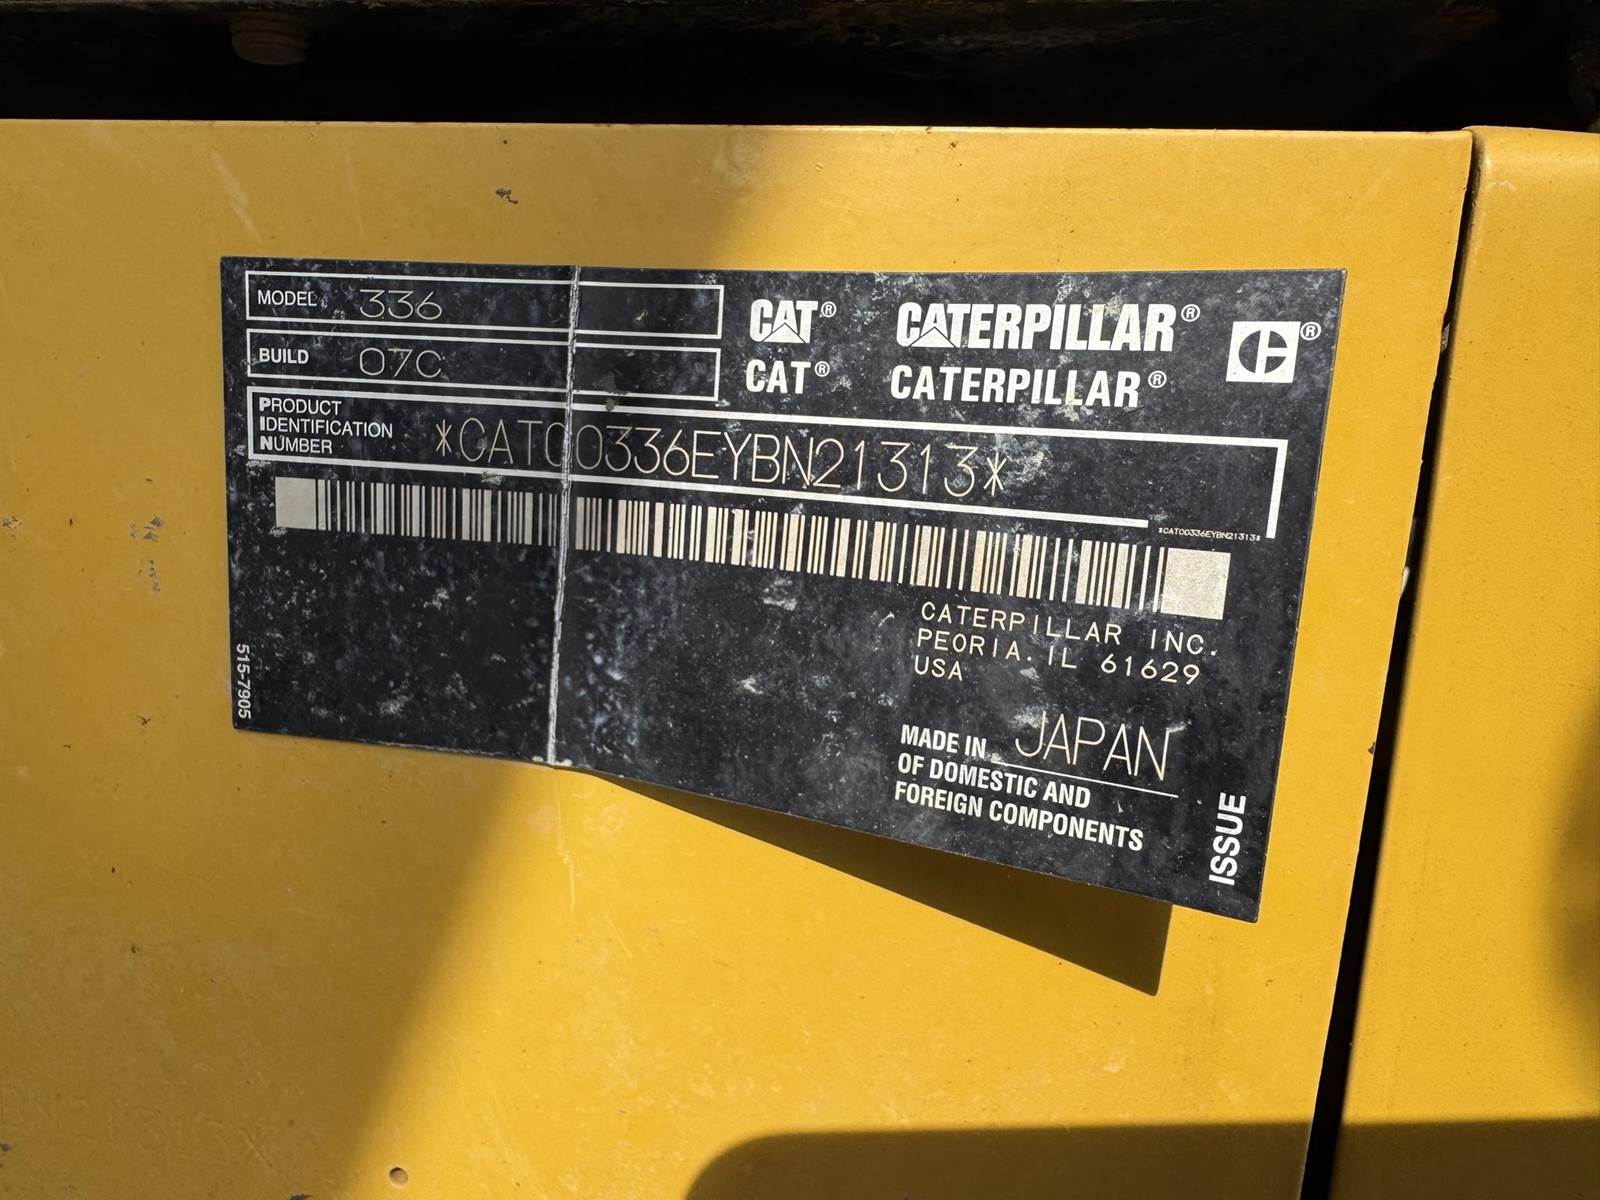 MODEL 336
BUILD 07C
CAT® CATERPILLAR® ®
CAT® CATERPILLAR®
PRODUCT
IDENTIFICATION
NUMBER
*CAT00336EYBN21313*
*CAT00336EYBN21313*
CATERPILLAR INC.
PEORIA. IL 61629
USA
MADE IN JAPAN
OF DOMESTIC AND
FOREIGN COMPONENTS
515-7905
ISSUE